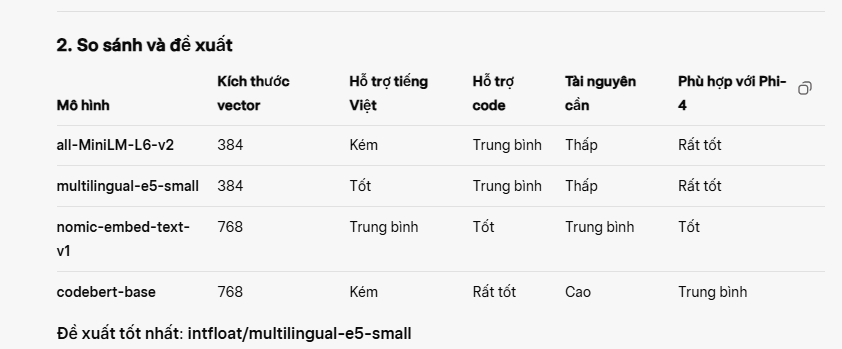 2. So sánh và đề xuất
Kích thước Hỗ trợ tiếng Hỗ trợ Tài nguyên Phù hợp với Phi-
Mô hình vector Việt code cần 4
all-MiniLM-L6-v2 384 Kém Trung bình Thấp Rất tốt
multilingual-e5-small 384 Tốt Trung bình Thấp Rất tốt
nomic-embed-text- 768 Trung bình Tốt Trung bình Tốt
v1
codebert-base 768 Kém Rất tốt Cao Trung bình
Đề xuất tốt nhất: intfloat/multilingual-e5-small